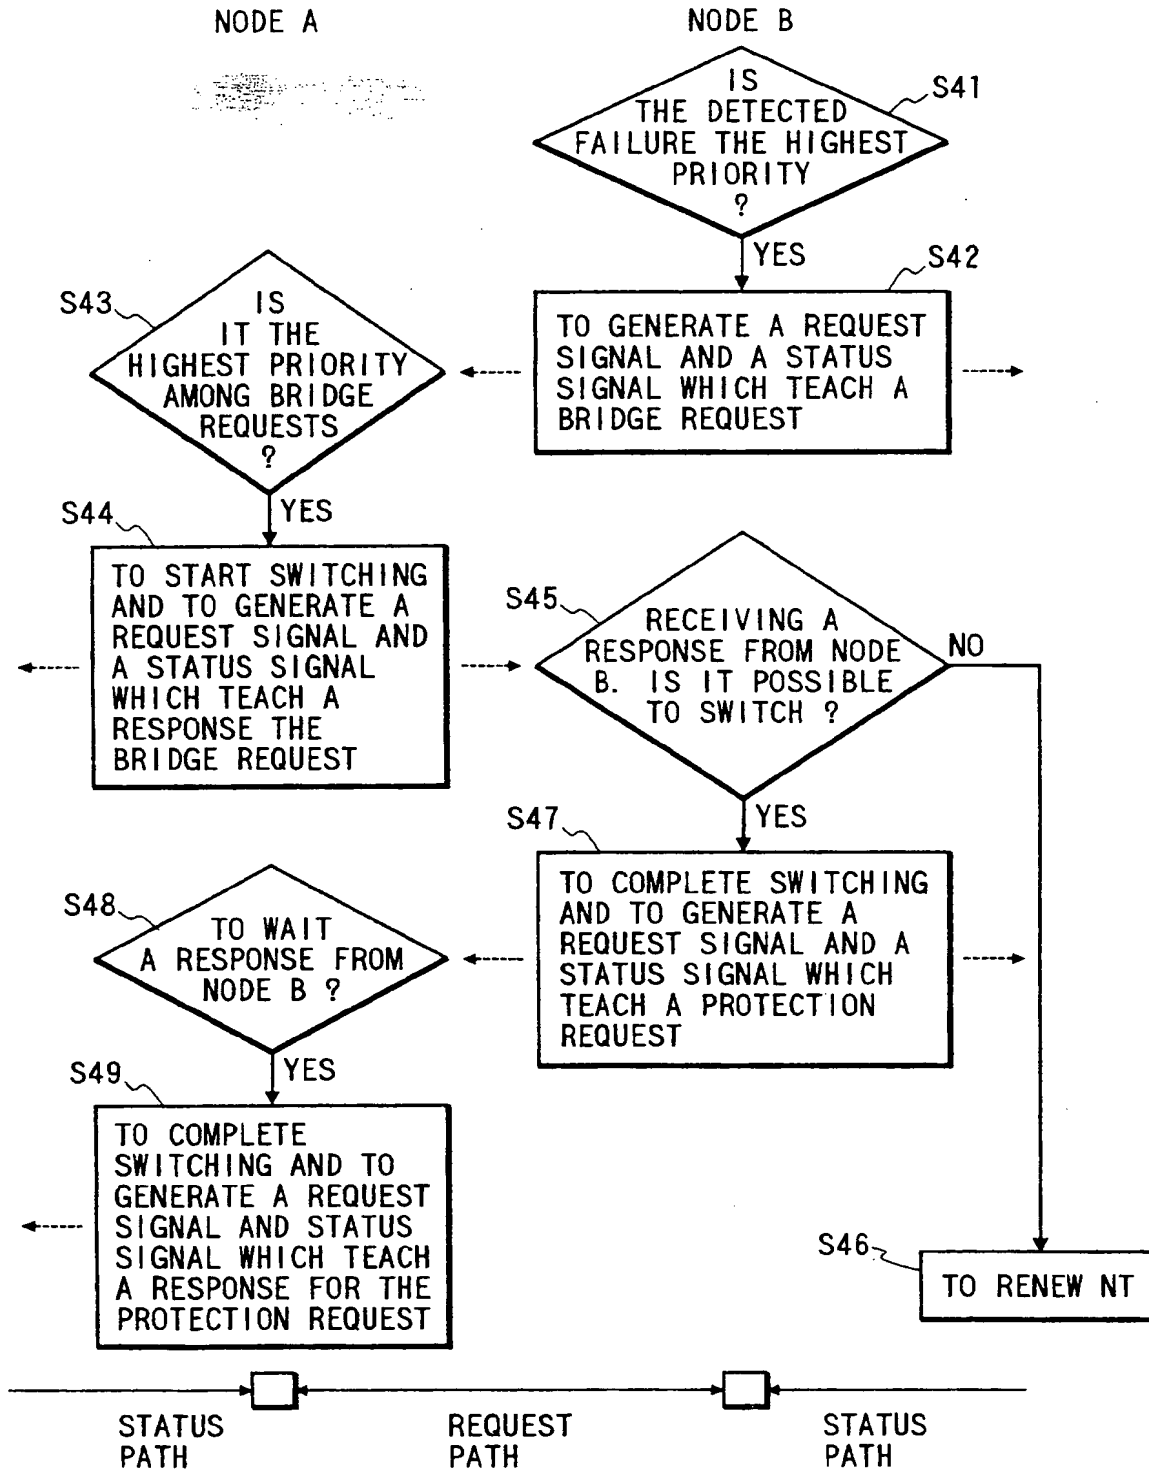 NODE A
NODE B
IS
THE DETECTED
FAILURE THE HIGHEST
PRIORITY
?
S41
YES
S42
TO GENERATE A REQUEST
SIGNAL AND A STATUS
SIGNAL WHICH TEACH A
BRIDGE REQUEST
S43
IS
IT THE
HIGHEST PRIORITY
AMONG BRIDGE
REQUESTS
?
YES
S44
TO START SWITCHING
AND TO GENERATE A
REQUEST SIGNAL AND
A STATUS SIGNAL
WHICH TEACH A
RESPONSE THE
BRIDGE REQUEST
S45
RECEIVING A
RESPONSE FROM NODE
B. IS IT POSSIBLE
TO SWITCH ?
NO
YES
S47
TO COMPLETE SWITCHING
AND TO GENERATE A
REQUEST SIGNAL AND A
STATUS SIGNAL WHICH
TEACH A PROTECTION
REQUEST
S48
TO WAIT
A RESPONSE FROM
NODE B ?
YES
S49
TO COMPLETE
SWITCHING AND TO
GENERATE A REQUEST
SIGNAL AND STATUS
SIGNAL WHICH TEACH
A RESPONSE FOR THE
PROTECTION REQUEST
S46
TO RENEW NT
STATUS
PATH
REQUEST
PATH
STATUS
PATH